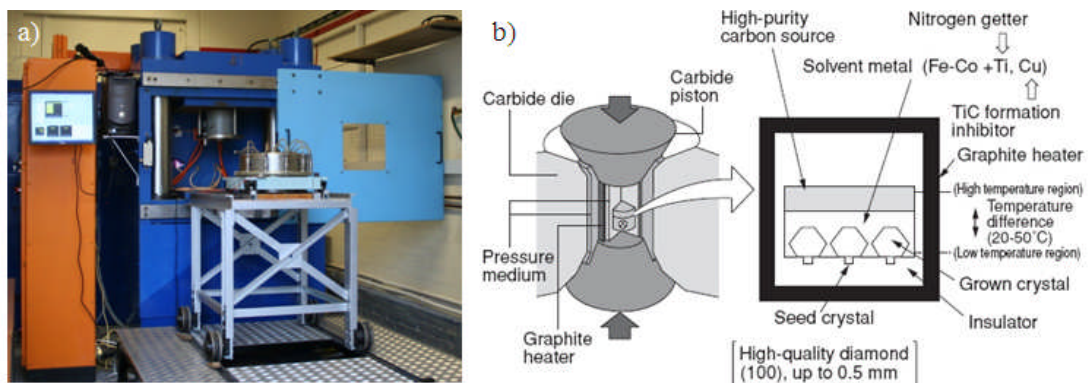 a)
b)
High-purity
carbon source
Nitrogen getter
Solvent metal (Fe-Co +Ti, Cu)
Carbide
piston
Carbide die
TiC formation
inhibitor
Graphite heater
(High temperature region)
Temperature
difference
(20-50˚C)
(Low temperature region)
Pressure
medium
Grown crystal
Seed crystal
Insulator
Graphite
heater
High-quality diamond
(100), up to 0.5 mm